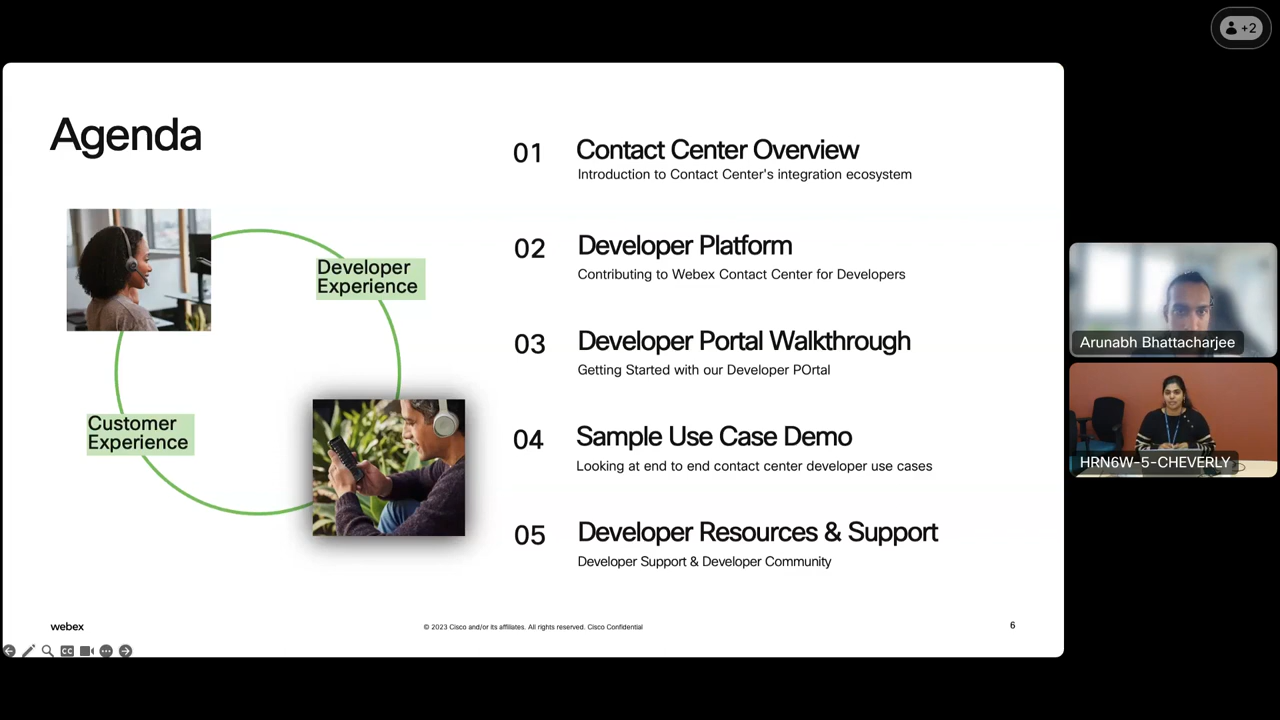 +2
Agenda
Developer
Experience
Customer
Experience
01
Contact Center Overview
Introduction to Contact Center's integration ecosystem
02
Developer Platform
Contributing to Webex Contact Center for Developers
03
Developer Portal Walkthrough
Getting Started with our Developer POrtal
04
Sample Use Case Demo
Looking at end to end contact center developer use cases
05
Developer Resources & Support
Developer Support & Developer Community
webex
© 2023 Cisco and/or its affiliates. All rights reserved. Cisco Confidential
6
CC
Arunabh Bhattacharjee
HRN6W-5-CHEVERLY